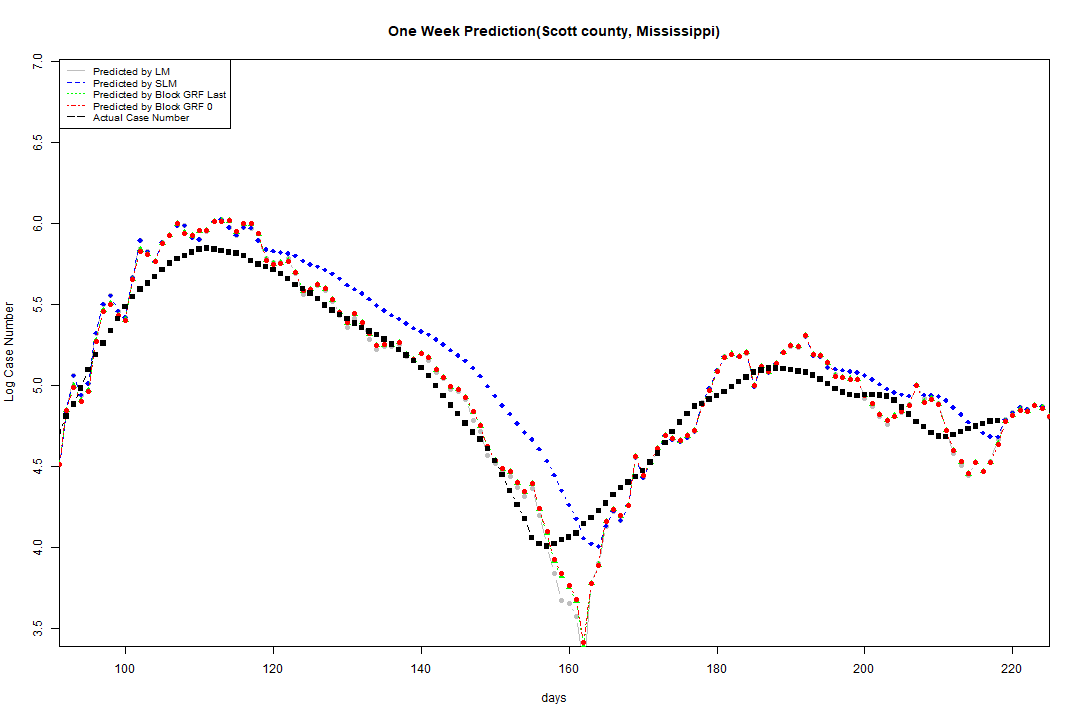 One Week Prediction(Scott county, Mississippi)
7.0
6.5
6.0
5.5
5.0
4.5
4.0
3.5
Log Case Number
Predicted by LM
Predicted by SLM
Predicted by Block GRF Last
Predicted by Block GRF 0
Actual Case Number
100 120 140 160 180 200 220
days